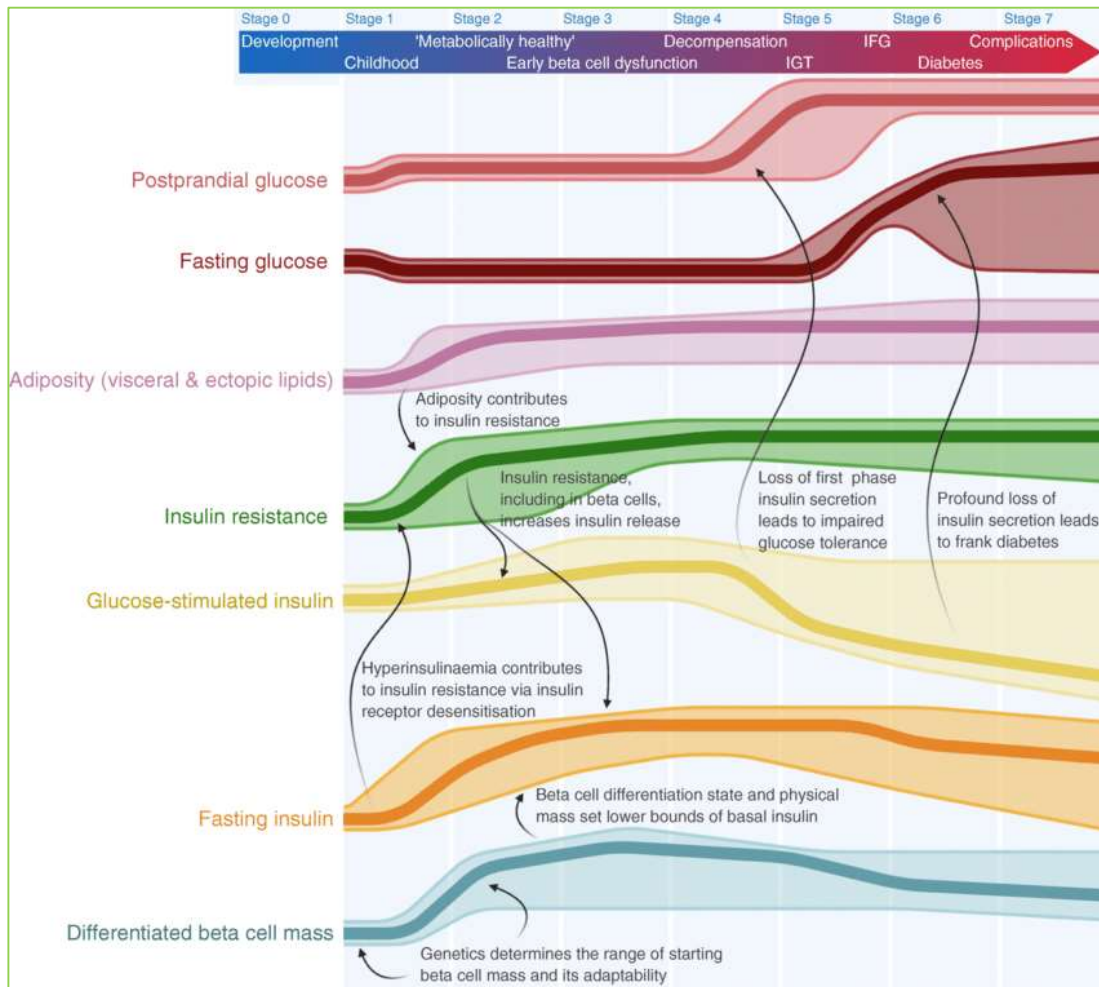 Stage 0 Stage 1 Stage 2 Stage 3 Stage 4 Stage 5 Stage 6 Stage 7
Development 'Metabolically healthy' Decompensation IFG Complications
Childhood Early beta cell dysfunction IGT Diabetes
Postprandial glucose
Fasting glucose
Adiposity (visceral & ectopic lipids)
Adiposity contributes
to insulin resistance
Insulin resistance
Insulin resistance,
including in beta cells,
increases insulin release
Loss of first phase
insulin secretion
leads to impaired
glucose tolerance
Profound loss of
insulin secretion leads
to frank diabetes
Glucose-stimulated insulin
Hyperinsulinaemia contributes
to insulin resistance via insulin
receptor desensitisation
Fasting insulin
Beta cell differentiation state and physical
mass set lower bounds of basal insulin
Differentiated beta cell mass
Genetics determines the range of starting
beta cell mass and its adaptability